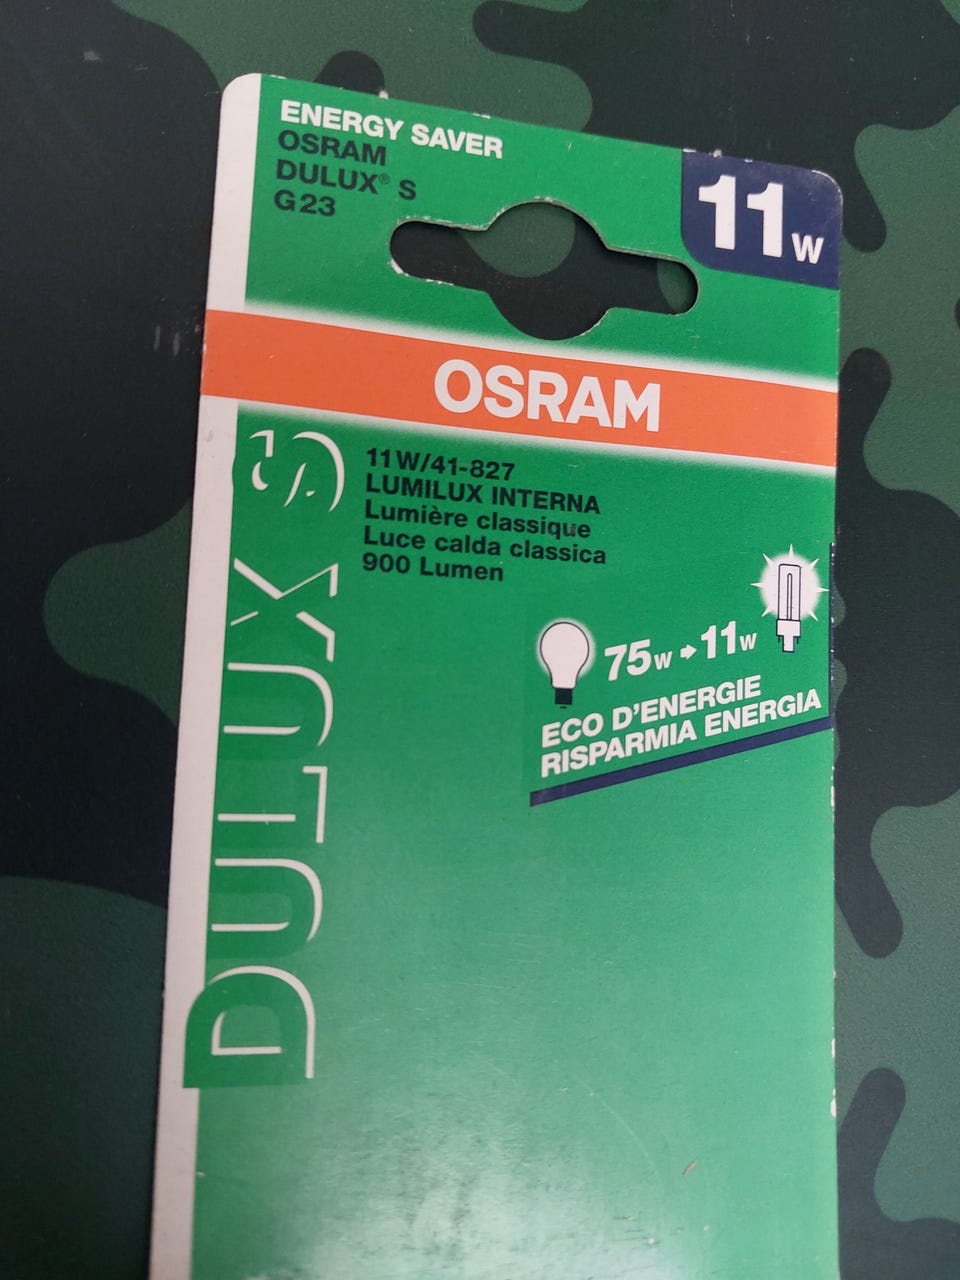 ENERGY SAVER
OSRAM
DULUX® S
G23
11W
OSRAM
DULUX S
11W/41-827
LUMILUX INTERNA
Lumière classique
Luce calda classica
900 Lumen
75W 11W
ECO D'ENERGIE
RISPARMIA ENERGIA